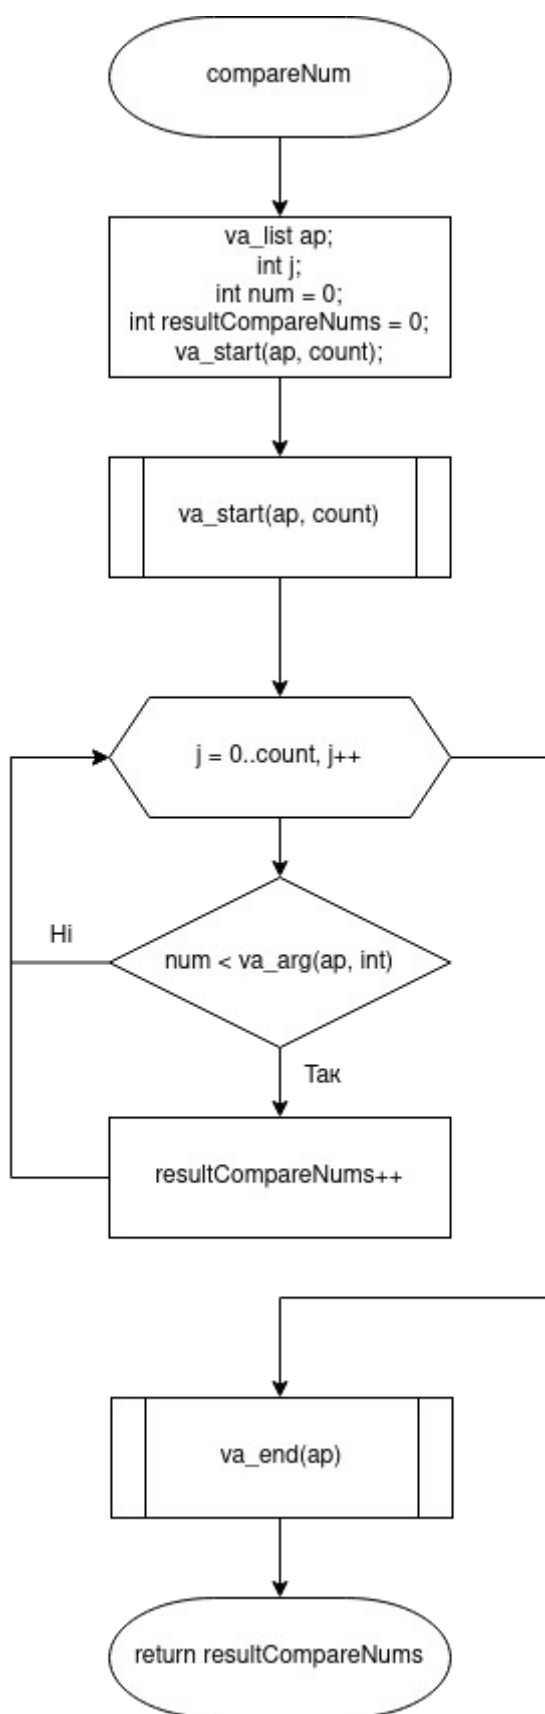 compareNum
va_list ap;
int j;
int num = 0;
int resultCompareNums = 0;
va_start(ap, count);
va_start(ap, count)
j = 0..count, j++
Ні
num < va_arg(ap, int)
Так
resultCompareNums++
va_end(ap)
return resultCompareNums